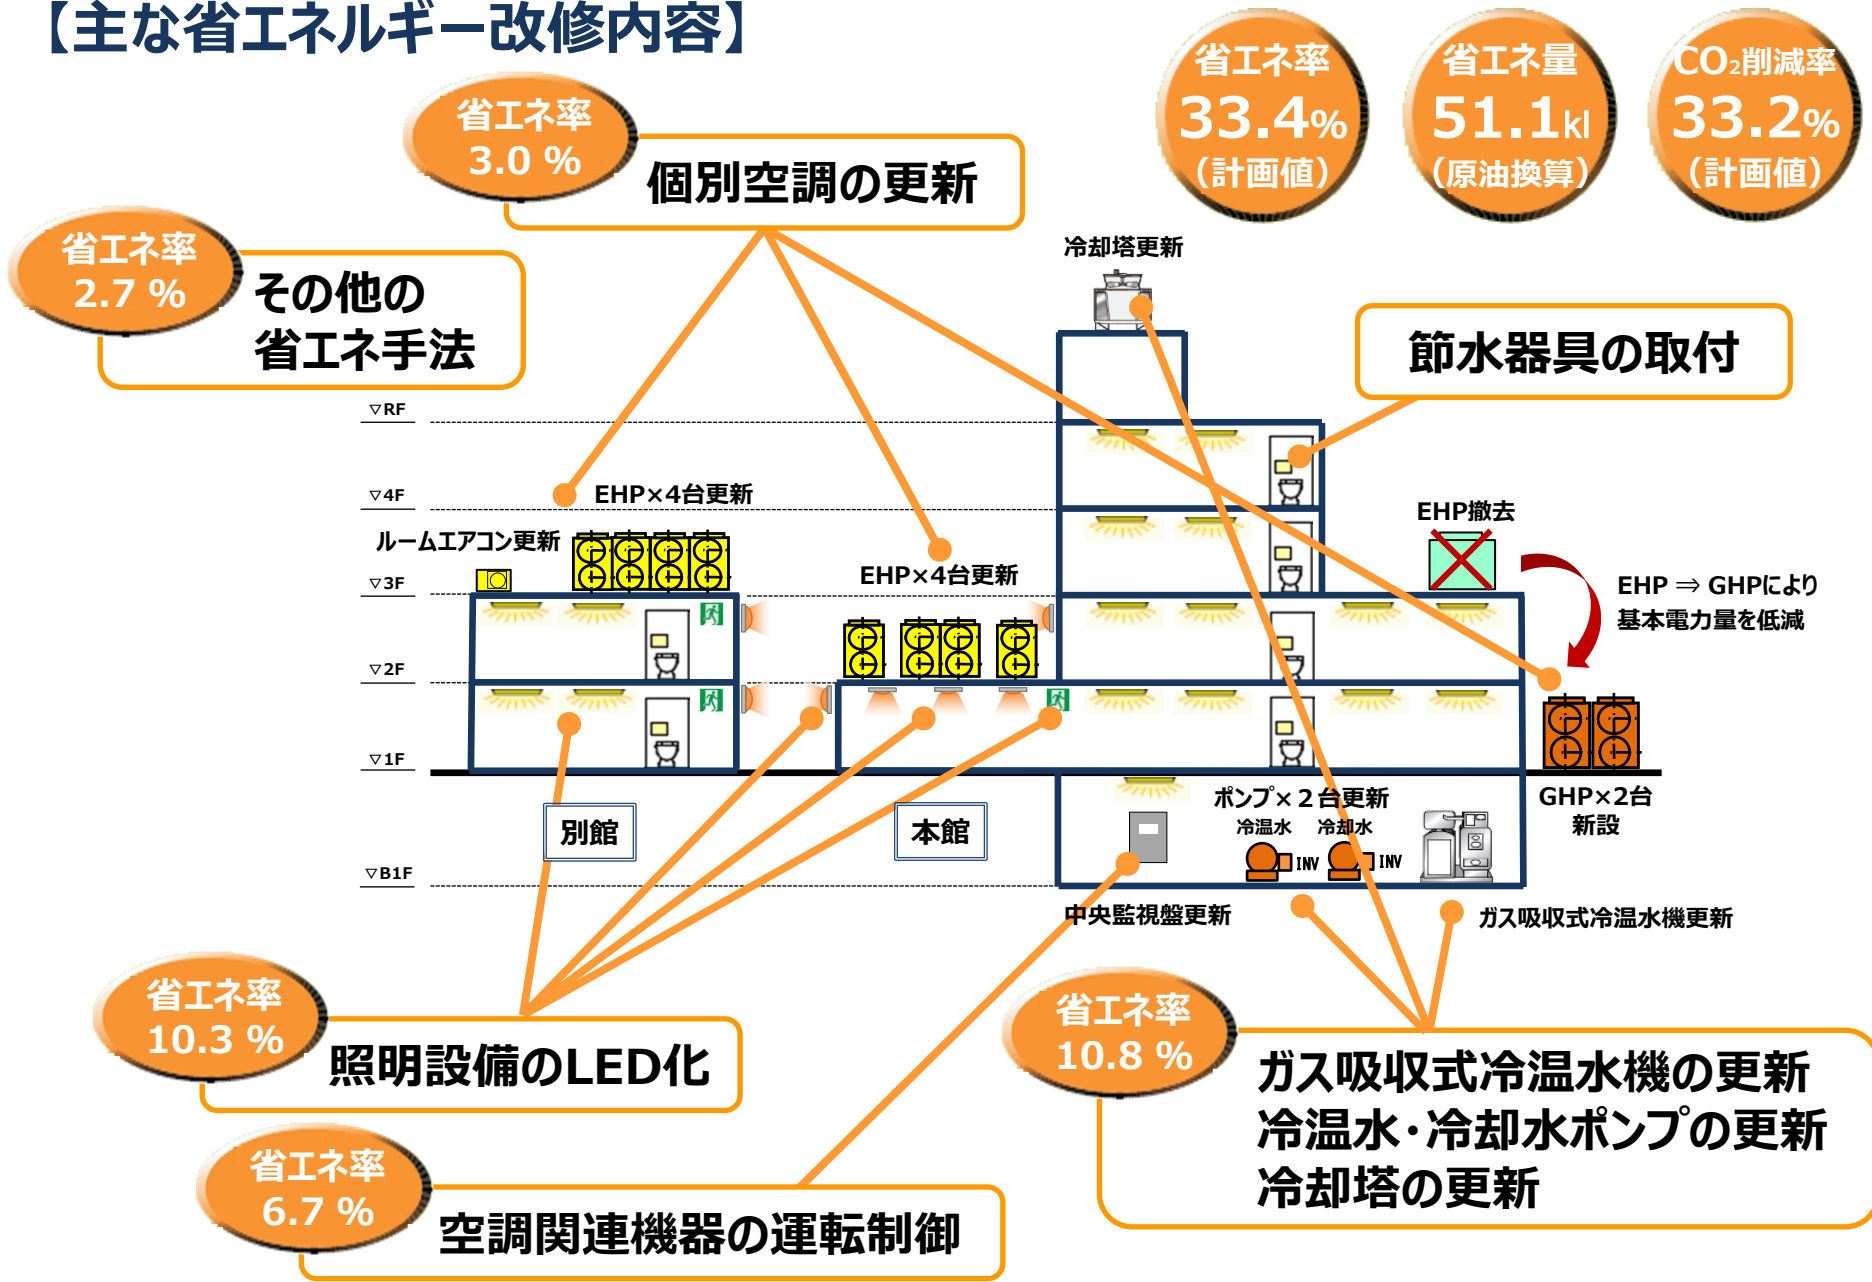 【主な省エネルギー改修内容】
省エネ率
33.4%
（計画値）
省エネ量
51.1kl
（原油換算）
CO₂削減率
33.2%
（計画値）
省エネ率
3.0 %
個別空調の更新
省エネ率
2.7 %
その他の
省エネ手法
冷却塔更新
節水器具の取付
▽RF
▽4F
EHP×4台更新
ルームエアコン更新
EHP撤去
▽3F
EHP×4台更新
EHP ⇒ GHPにより
基本電力量を低減
▽2F
▽1F
別館
本館
ポンプ×２台更新
冷温水
冷却水
INV
INV
GHP×2台
新設
▽B1F
中央監視盤更新
ガス吸収式冷温水機更新
省エネ率
10.3 %
照明設備のLED化
省エネ率
10.8 %
ガス吸収式冷温水機の更新
冷温水・冷却水ポンプの更新
冷却塔の更新
省エネ率
6.7 %
空調関連機器の運転制御